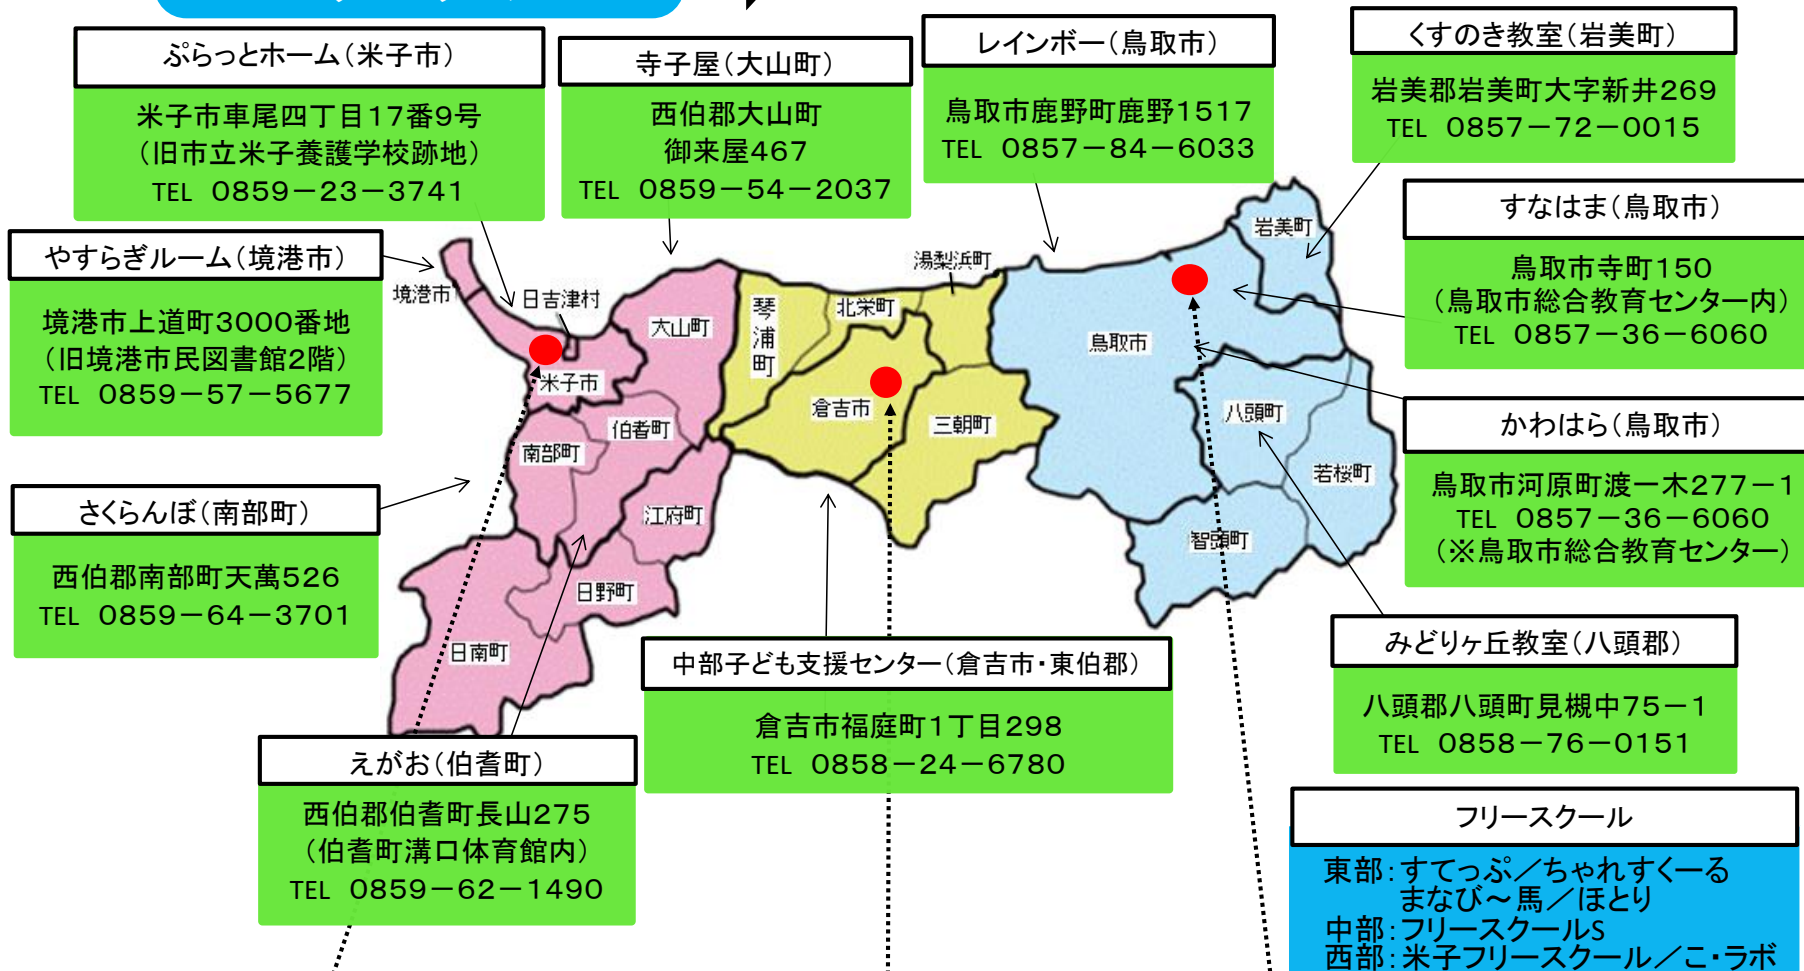 ぷらっとホーム（米子市）
米子市車尾四丁目17番9号
（旧市立米子養護学校跡地）
TEL 0859－23－3741
寺子屋（大山町）
西伯郡大山町
御来屋467
TEL 0859－54－2037
レインボー（鳥取市）
鳥取市鹿野町鹿野1517
TEL 0857－84－6033
くすのき教室（岩美町）
岩美郡岩美町大字新井269
TEL 0857－72－0015
やすらぎルーム（境港市）
境港市上道町3000番地
（旧境港市民図書館2階）
TEL 0859－57－5677
すなはま（鳥取市）
鳥取市寺町150
（鳥取市総合教育センター内）
TEL 0857－36－6060
境港市
日吉津村
大山町
米子市
伯耆町
南部町
江府町
日野町
日南町
琴浦町
北栄町
湯梨浜町
倉吉市
三朝町
鳥取市
岩美町
八頭町
若桜町
智頭町
かわはら（鳥取市）
鳥取市河原町渡一木277－1
TEL 0857－36－6060
（※鳥取市総合教育センター）
さくらんぼ（南部町）
西伯郡南部町天萬526
TEL 0859－64－3701
みどりヶ丘教室（八頭郡）
八頭郡八頭町見槻中75－1
TEL 0858－76－0151
中部子ども支援センター（倉吉市・東伯郡）
倉吉市福庭町1丁目298
TEL 0858－24－6780
えがお（伯耆町）
西伯郡伯耆町長山275
（伯耆町溝口体育館内）
TEL 0859－62－1490
フリースクール
東部：すてっぷ／ちゃれすくーる
まなび～馬／ほとり
中部：フリースクールS
西部：米子フリースクール／こ・ラボ